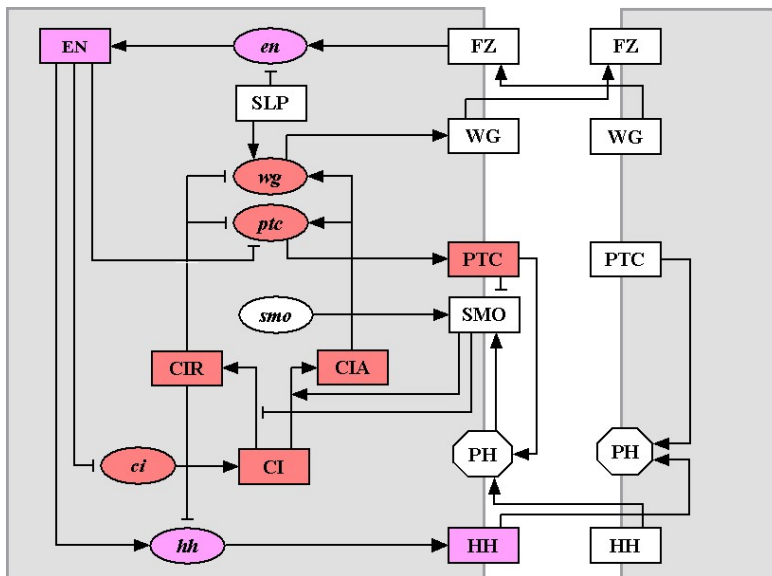 EN
en
FZ
FZ
SLP
WG
WG
wg
ptc
PTC
PTC
smo
SMO
CIR
CIA
PH
PH
ci
CI
hh
HH
HH